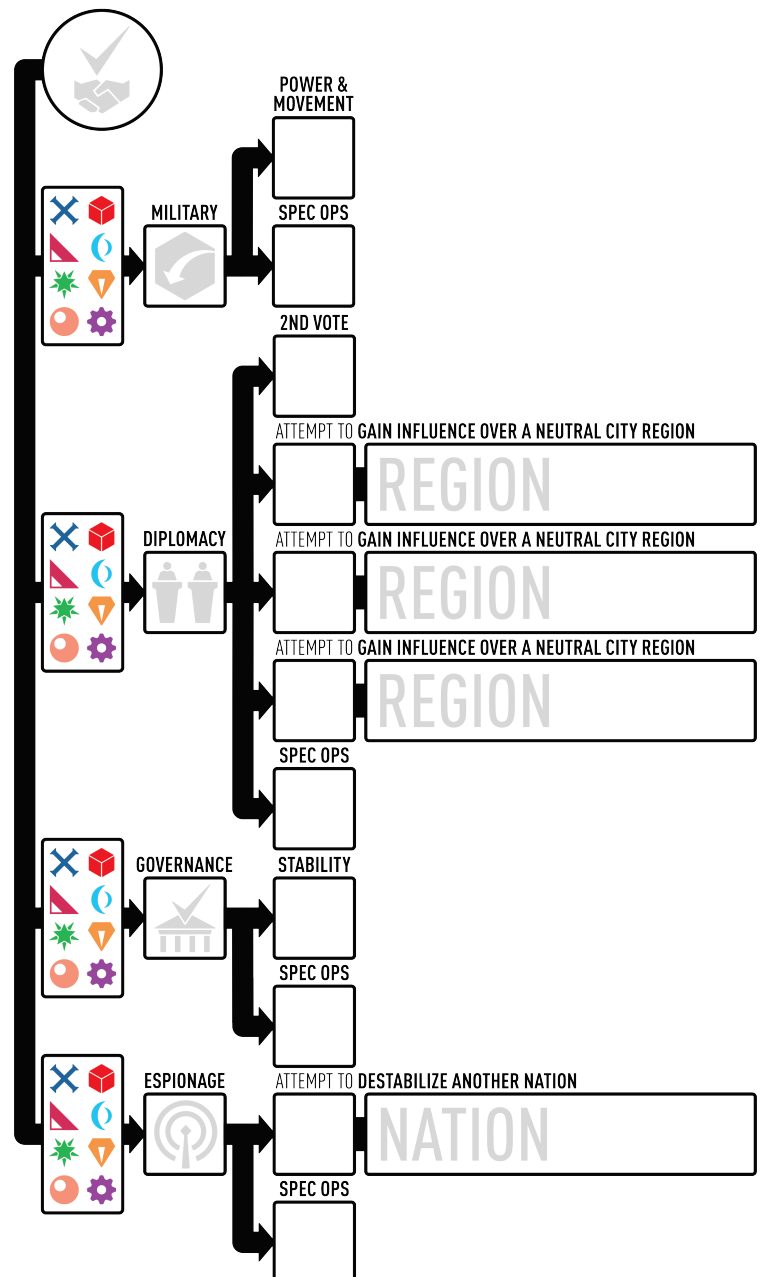 POWER &
MOVEMENT
MILITARY
SPEC OPS
2ND VOTE
ATTEMPT TO GAIN INFLUENCE OVER A NEUTRAL CITY REGION
REGION
DIPLOMACY
ATTEMPT TO GAIN INFLUENCE OVER A NEUTRAL CITY REGION
REGION
ATTEMPT TO GAIN INFLUENCE OVER A NEUTRAL CITY REGION
REGION
SPEC OPS
GOVERNANCE
STABILITY
SPEC OPS
ESPIONAGE
ATTEMPT TO DESTABILIZE ANOTHER NATION
NATION
SPEC OPS